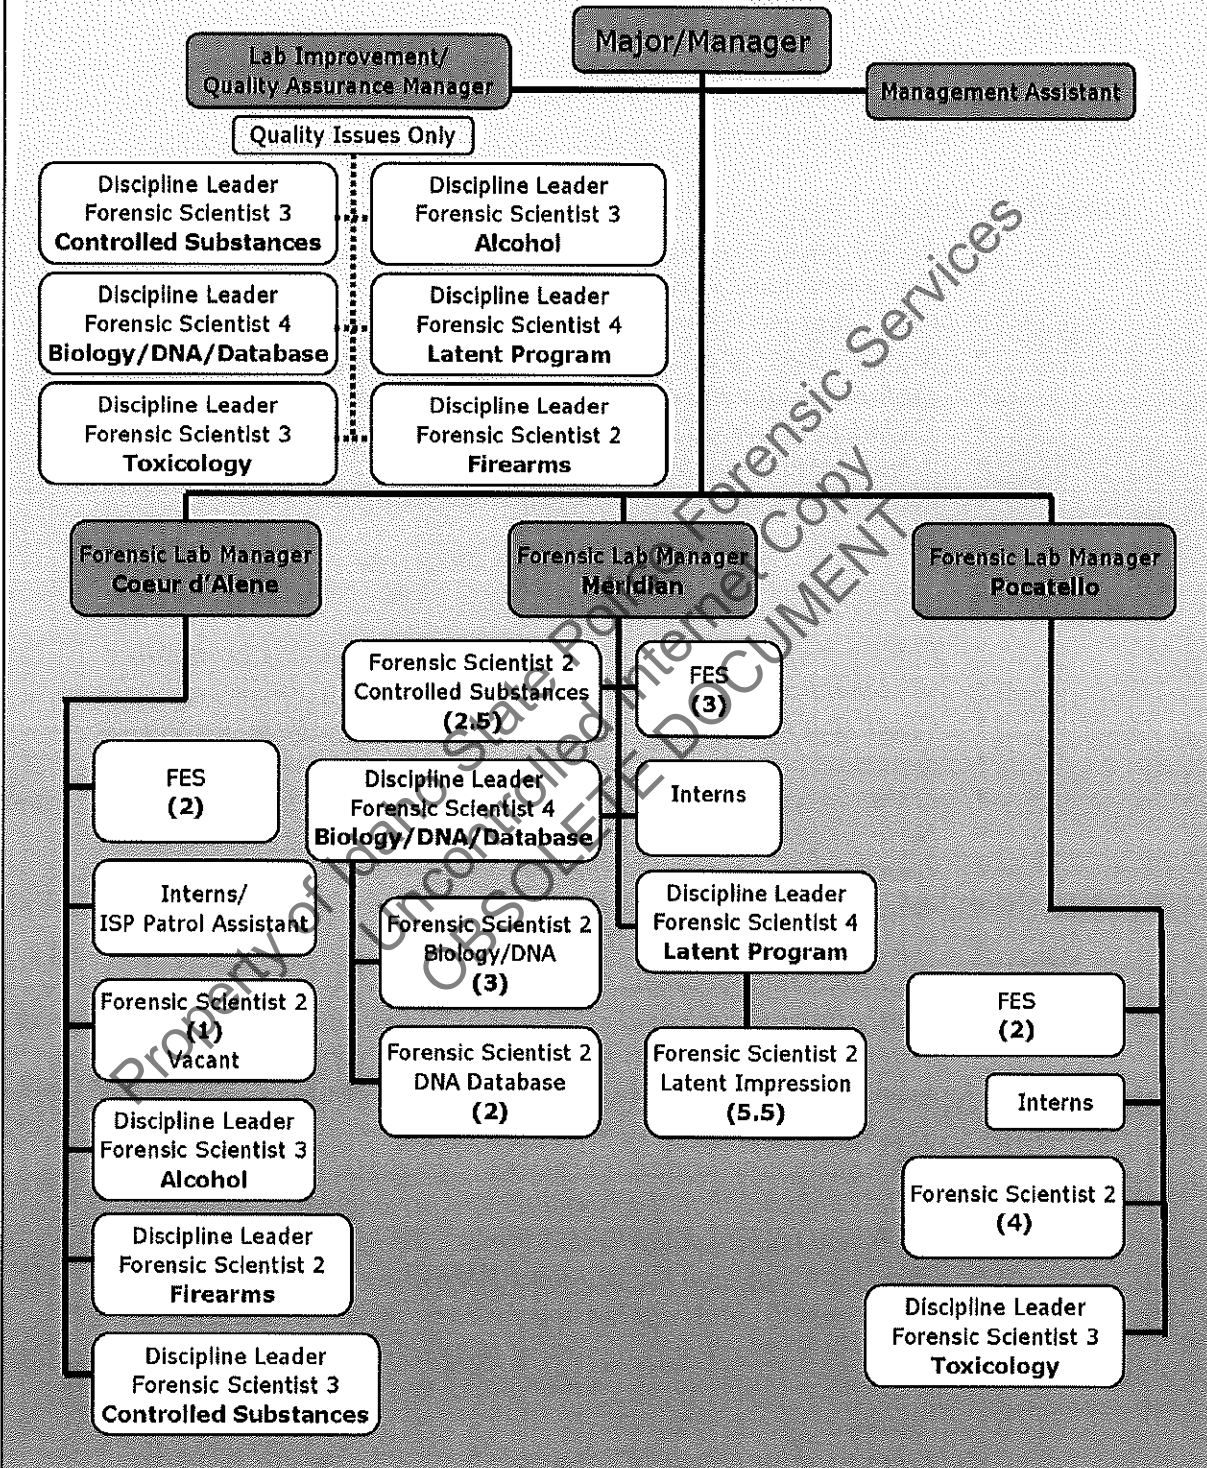 Major/Manager
Lab Improvement/
Quality Assurance Manager
Management Assistant
Quality Issues Only
Discipline Leader
Forensic Scientist 3
Controlled Substances
Discipline Leader
Forensic Scientist 3
Alcohol
Discipline Leader
Forensic Scientist 4
Biology/DNA/Database
Discipline Leader
Forensic Scientist 4
Latent Program
Discipline Leader
Forensic Scientist 3
Toxicology
Discipline Leader
Forensic Scientist 2
Firearms
Forensic Lab Manager
Coeur d'Alene
Forensic Lab Manager
Meridian
Forensic Lab Manager
Pocatello
FES
(2)
Interns/
ISP Patrol Assistant
Forensic Scientist 2
(1)
Vacant
Discipline Leader
Forensic Scientist 3
Alcohol
Discipline Leader
Forensic Scientist 2
Firearms
Discipline Leader
Forensic Scientist 3
Controlled Substances
Forensic Scientist 2
Controlled Substances
(2.5)
FES
(3)
Discipline Leader
Forensic Scientist 4
Biology/DNA/Database
Interns
Forensic Scientist 2
Biology/DNA
(3)
Forensic Scientist 2
DNA Database
(2)
Discipline Leader
Forensic Scientist 4
Latent Program
Forensic Scientist 2
Latent Impression
(5.5)
FES
(2)
Interns
Forensic Scientist 2
(4)
Discipline Leader
Forensic Scientist 3
Toxicology
Property of Idaho State Police Forensic Services
Uncontrolled Internet Copy
OBSOLETE DOCUMENT